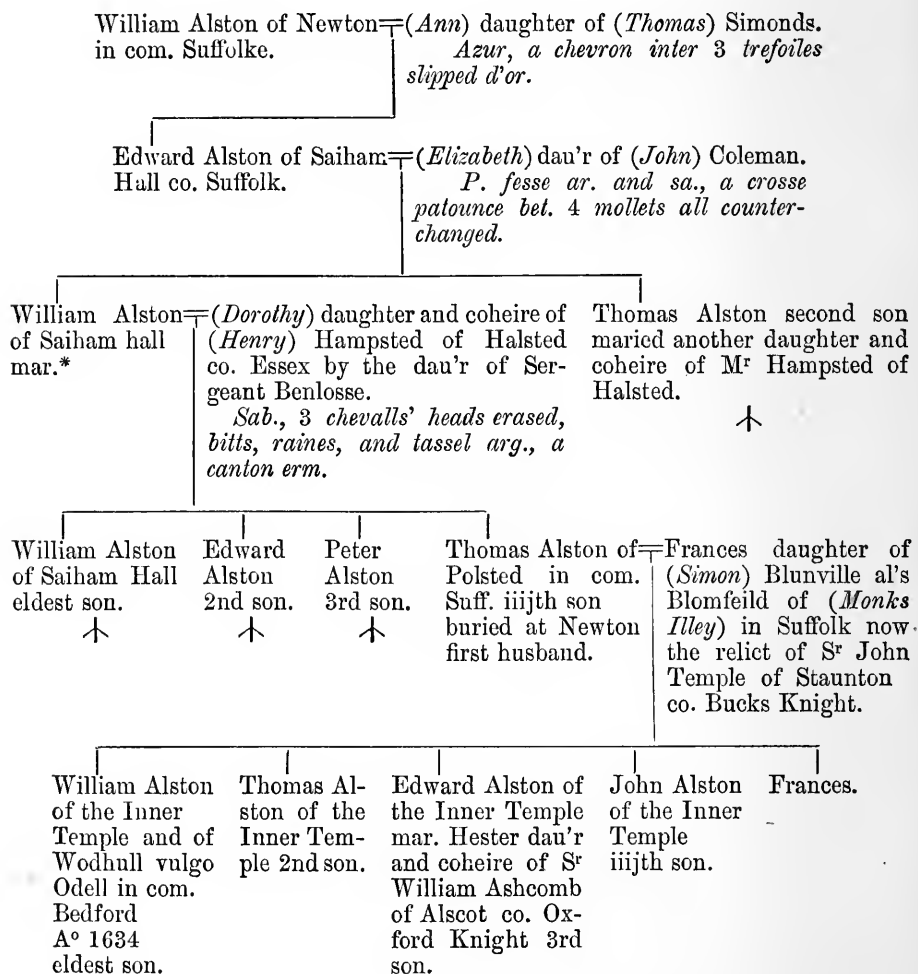 William Alston of Newton=(Ann) daughter of (Thomas) Simonds.
in com. Suffolke.
Azur, a chevron inter 3 trefoiles
slipped d'or.
Edward Alston of Saiham=(Elizabeth) dau'r of (John) Coleman.
Hall co. Suffolk.
P. fesse ar. and sa., a crosse
patounce bet. 4 mollets all counter-
changed.
William Alston=
of Saiham hall
mar.*
(Dorothy) daughter and coheire of
(Henry) Hampsted of Halsted
co. Essex by the dau'r of Ser-
geant Benlosse.
Sab., 3 chevalls' heads erased,
bitts, raines, and tassel arg., a
canton erm.
Thomas Alston second son
maried another daughter and
coheire of Mr Hampsted of
Halsted.
William Alston
of Saiham Hall
eldest son.
Edward
Alston
2nd son.
Peter
Alston
3rd son.
Thomas Alston of=
Polsted in com.
Suff. iiijth son
buried at Newton
first husband.
Frances daughter of
(Simon) Blunville al's
Blomfeild of (Monks
Illey) in Suffolk now
the relict of Sr John
Temple of Staunton
co. Bucks Knight.
William Alston
of the Inner
Temple and of
Wodhull vulgo
Odell in com.
Bedford
Ao 1634
eldest son.
Thomas Al-
ston of the
Inner Tem-
ple 2nd son.
Edward Alston of
the Inner Temple
mar. Hester dau'r
and coheire of Sr
William Ashcomb
of Alscot co. Ox-
ford Knight 3rd
son.
John Alston
of the Inner
Temple
iiijth son.
Frances.